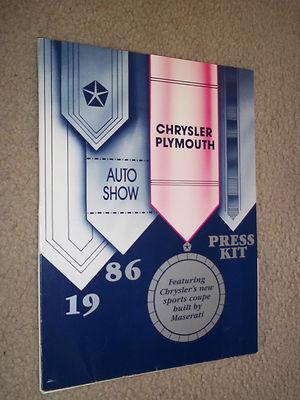 CHRYSLER
PLYMOUTH
AUTO
SHOW
PRESS
KIT
19
86
Featuring
Chrysler's new
sports coupe
built by
Maserati